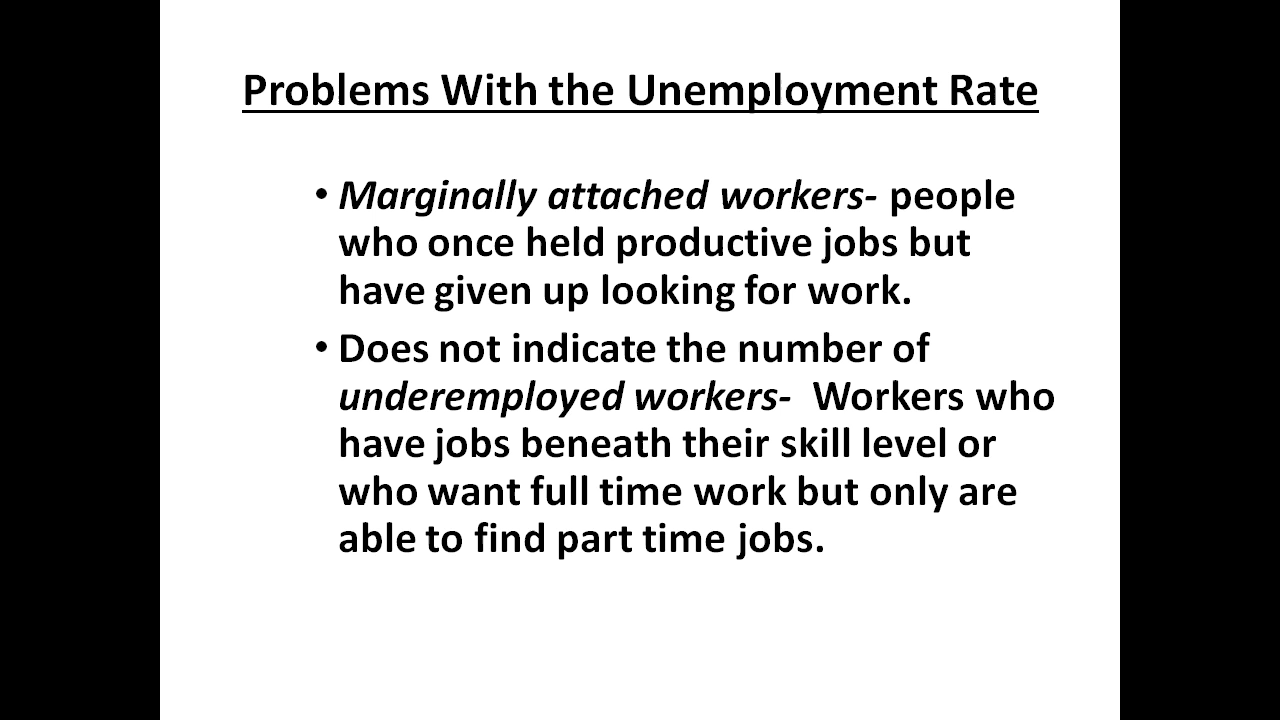 Problems With the Unemployment Rate
• Marginally attached workers- people
who once held productive jobs but
have given up looking for work.
• Does not indicate the number of
underemployed workers-  Workers who
have jobs beneath their skill level or
who want full time work but only are
able to find part time jobs.